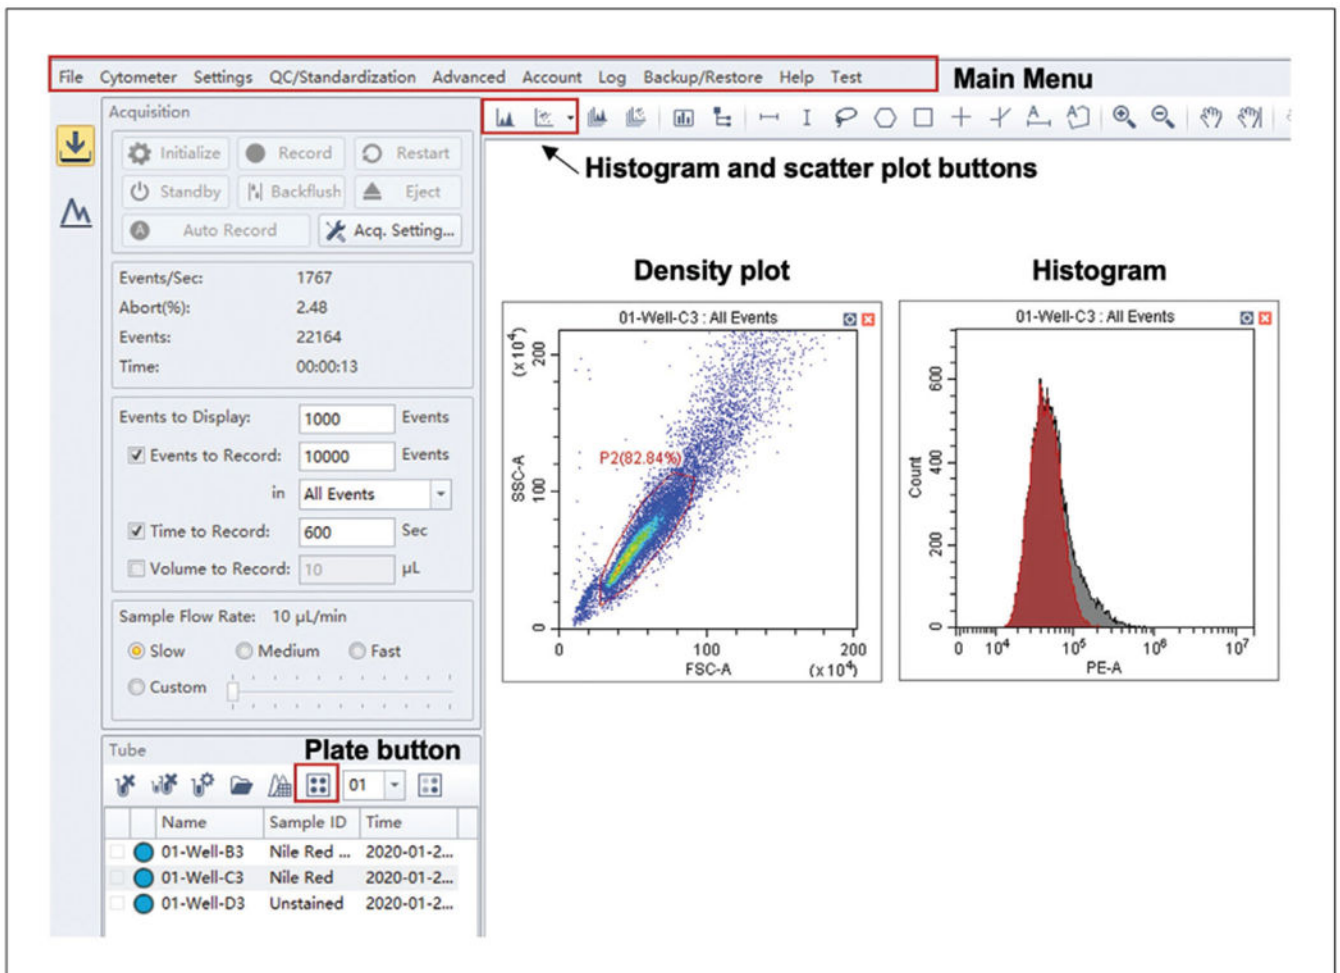 File Cytometer Settings QC/Standardization Advanced Account Log Backup/Restore Help Test
Main Menu
Acquisition
Initialize Record Restart
Standby Backflush Eject
A Auto Record Acq. Setting...
Histogram and scatter plot buttons
Events/Sec: 1767
Abort(%): 2.48
Events: 22164
Time: 00:00:13
Events to Display: 1000 Events
Events to Record: 10000 Events
in All Events
Time to Record: 600 Sec
Volume to Record: 10 µL
Sample Flow Rate: 10 µL/min
Slow Medium Fast
Custom
Density plot
01-Well-C3 : All Events
(x10⁴)
200
100
0
SSC-A
P2(82.84%)
0 100 200
FSC-A (x10⁴)
Histogram
01-Well-C3 : All Events
600
400
200
0
Count
0 10⁴ 10⁵ 10⁶ 10⁷
PE-A
Tube
Plate button
01
Name Sample ID Time
01-Well-B3 Nile Red ... 2020-01-2...
01-Well-C3 Nile Red 2020-01-2...
01-Well-D3 Unstained 2020-01-2...